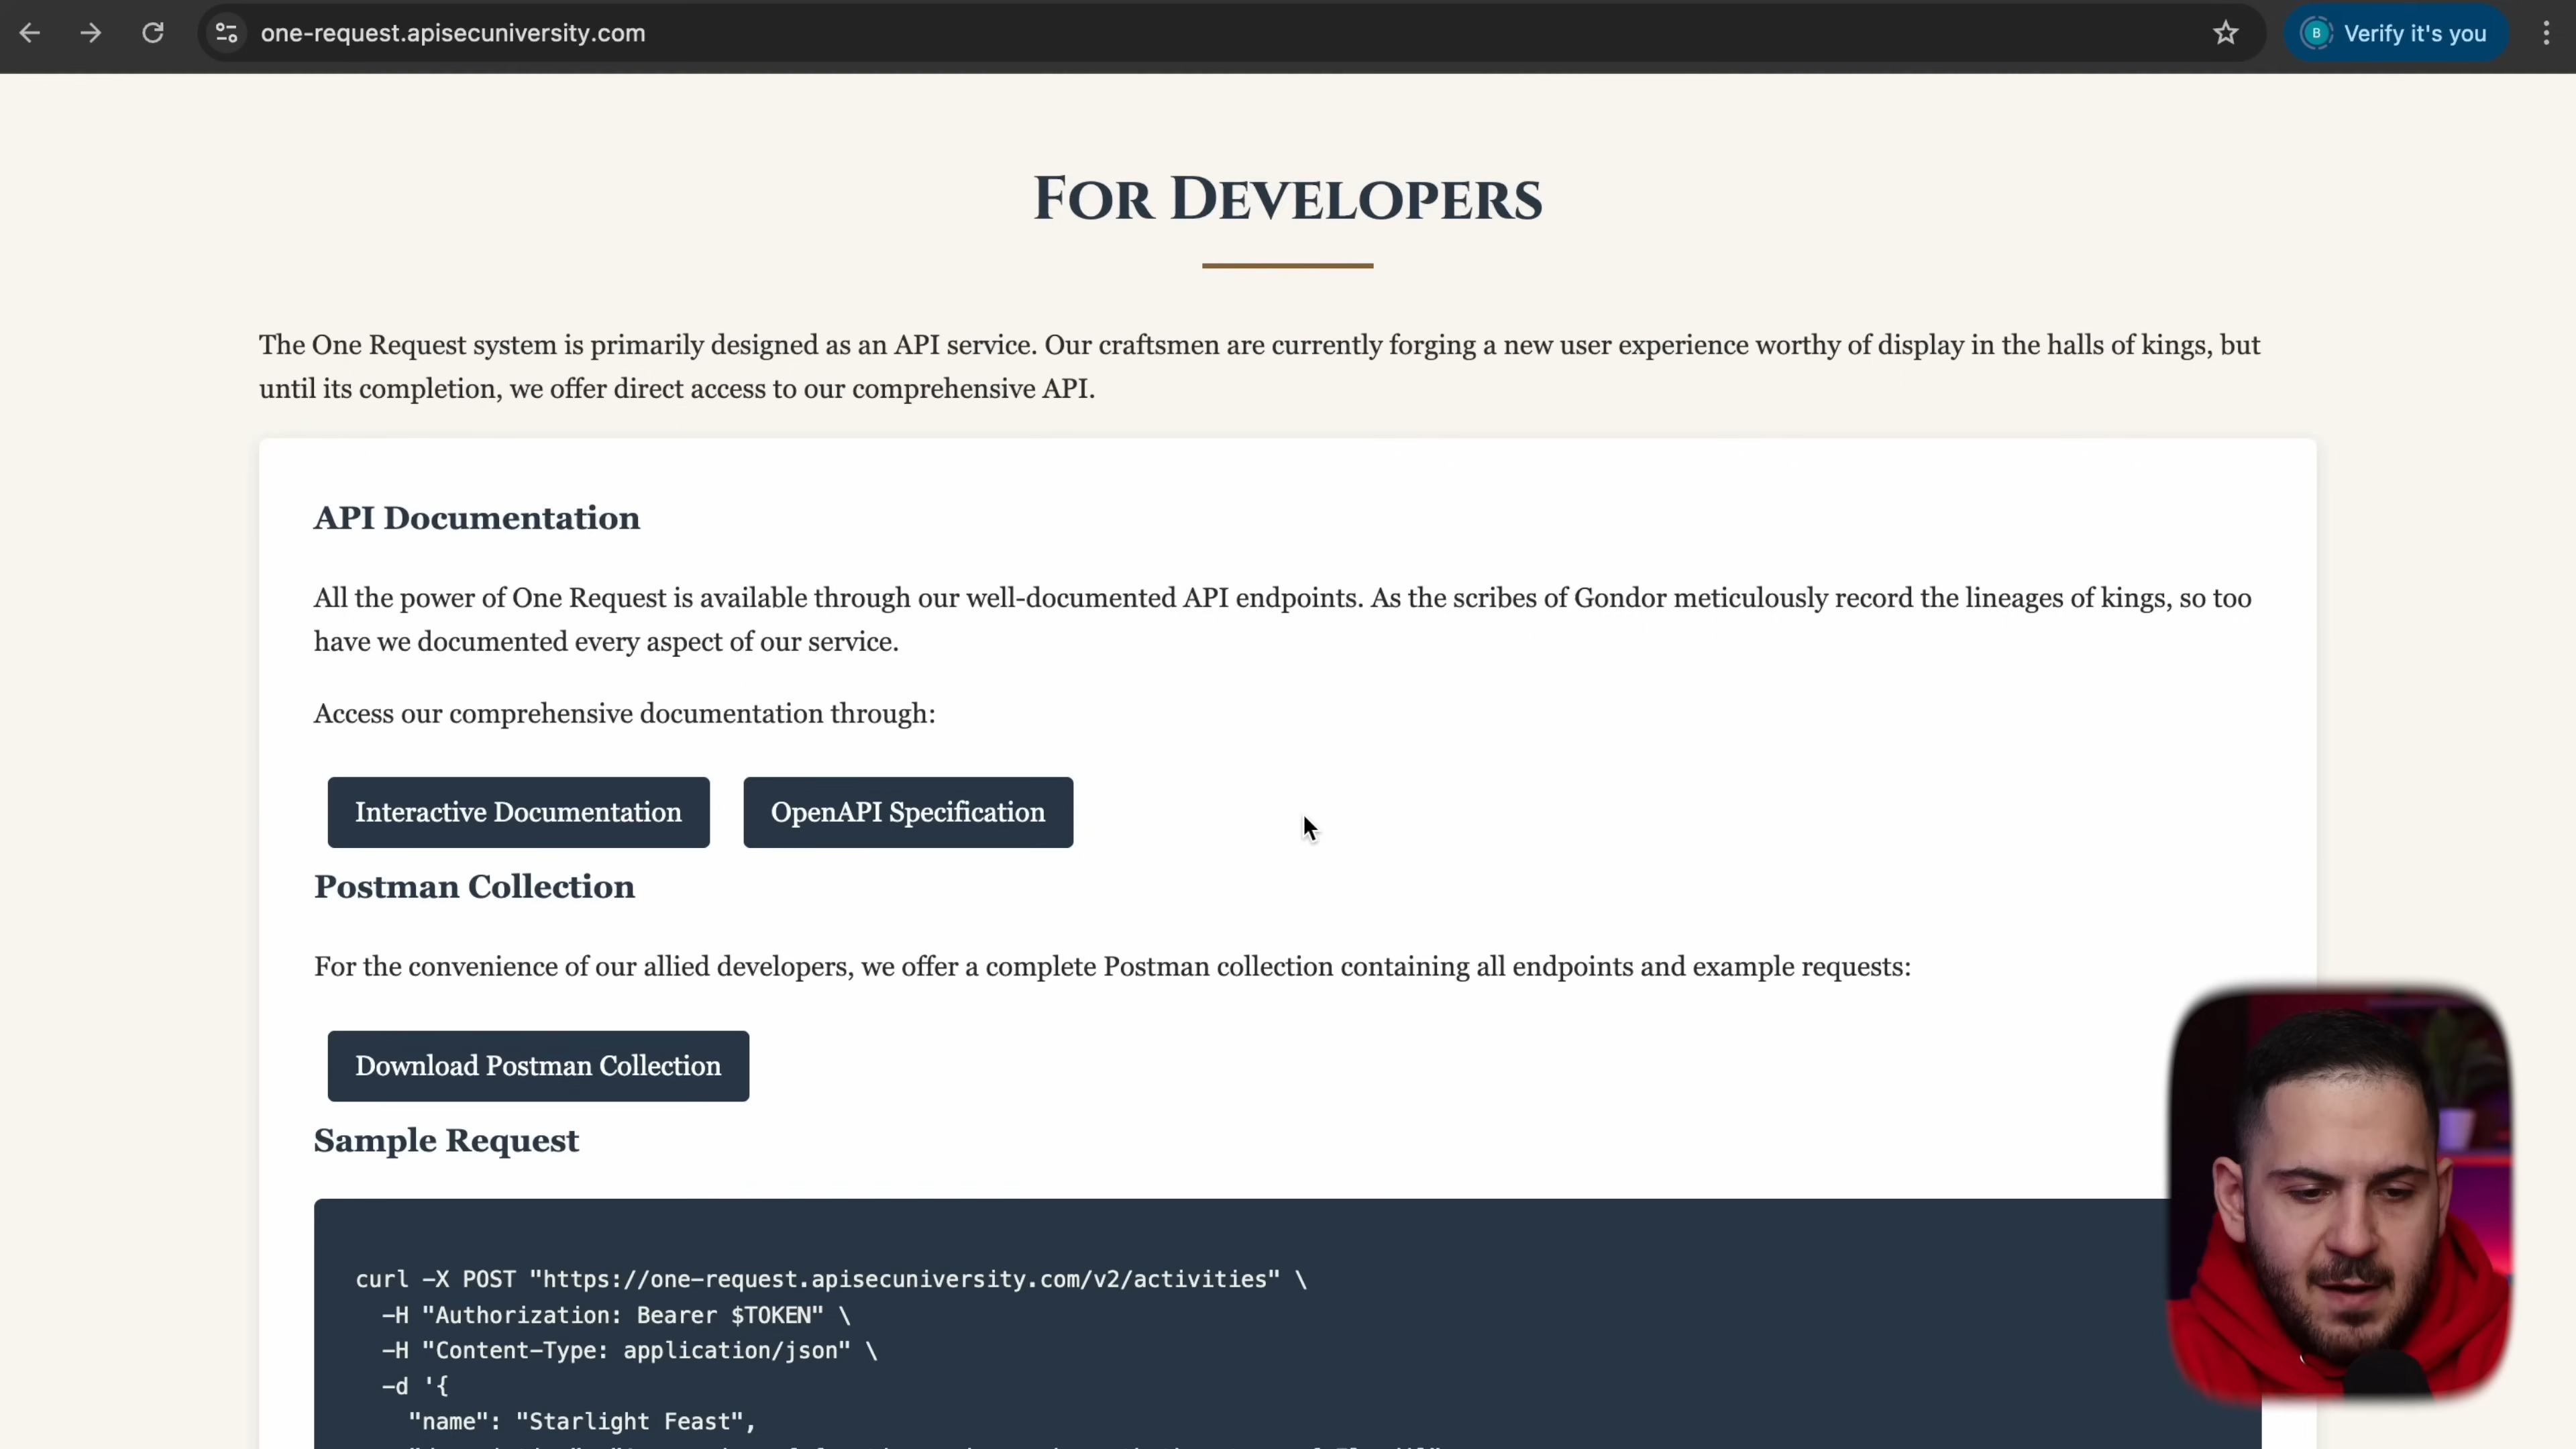 one-request.apisecuniversity.com
B Verify it's you
FOR DEVELOPERS
The One Request system is primarily designed as an API service. Our craftsmen are currently forging a new user experience worthy of display in the halls of kings, but
until its completion, we offer direct access to our comprehensive API.
API Documentation
All the power of One Request is available through our well-documented API endpoints. As the scribes of Gondor meticulously record the lineages of kings, so too
have we documented every aspect of our service.
Access our comprehensive documentation through:
Interactive Documentation OpenAPI Specification
Postman Collection
For the convenience of our allied developers, we offer a complete Postman collection containing all endpoints and example requests:
Download Postman Collection
Sample Request
curl -X POST "https://one-request.apisecuniversity.com/v2/activities" \
-H "Authorization: Bearer $TOKEN" \
-H "Content-Type: application/json" \
-d '{
"name": "Starlight Feast",